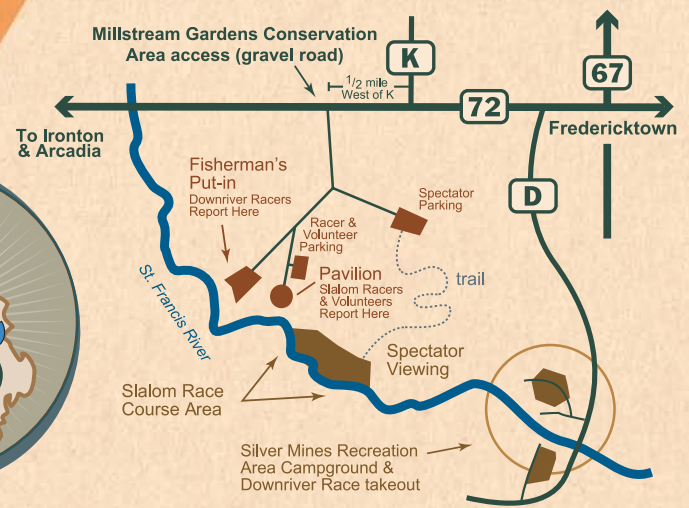 Millstream Gardens Conservation
Area access (gravel road)
K
67
1/2 mile
West of K
72
To Ironton
& Arcadia
Fredericktown
D
Fisherman's
Put-in
Downriver Racers
Report Here
Spectator
Parking
Racer &
Volunteer
Parking
Pavilion
Slalom Racers
& Volunteers
Report Here
trail
St. Francis River
Spectator
Viewing
Slalom Race
Course Area
Silver Mines Recreation
Area Campground &
Downriver Race takeout